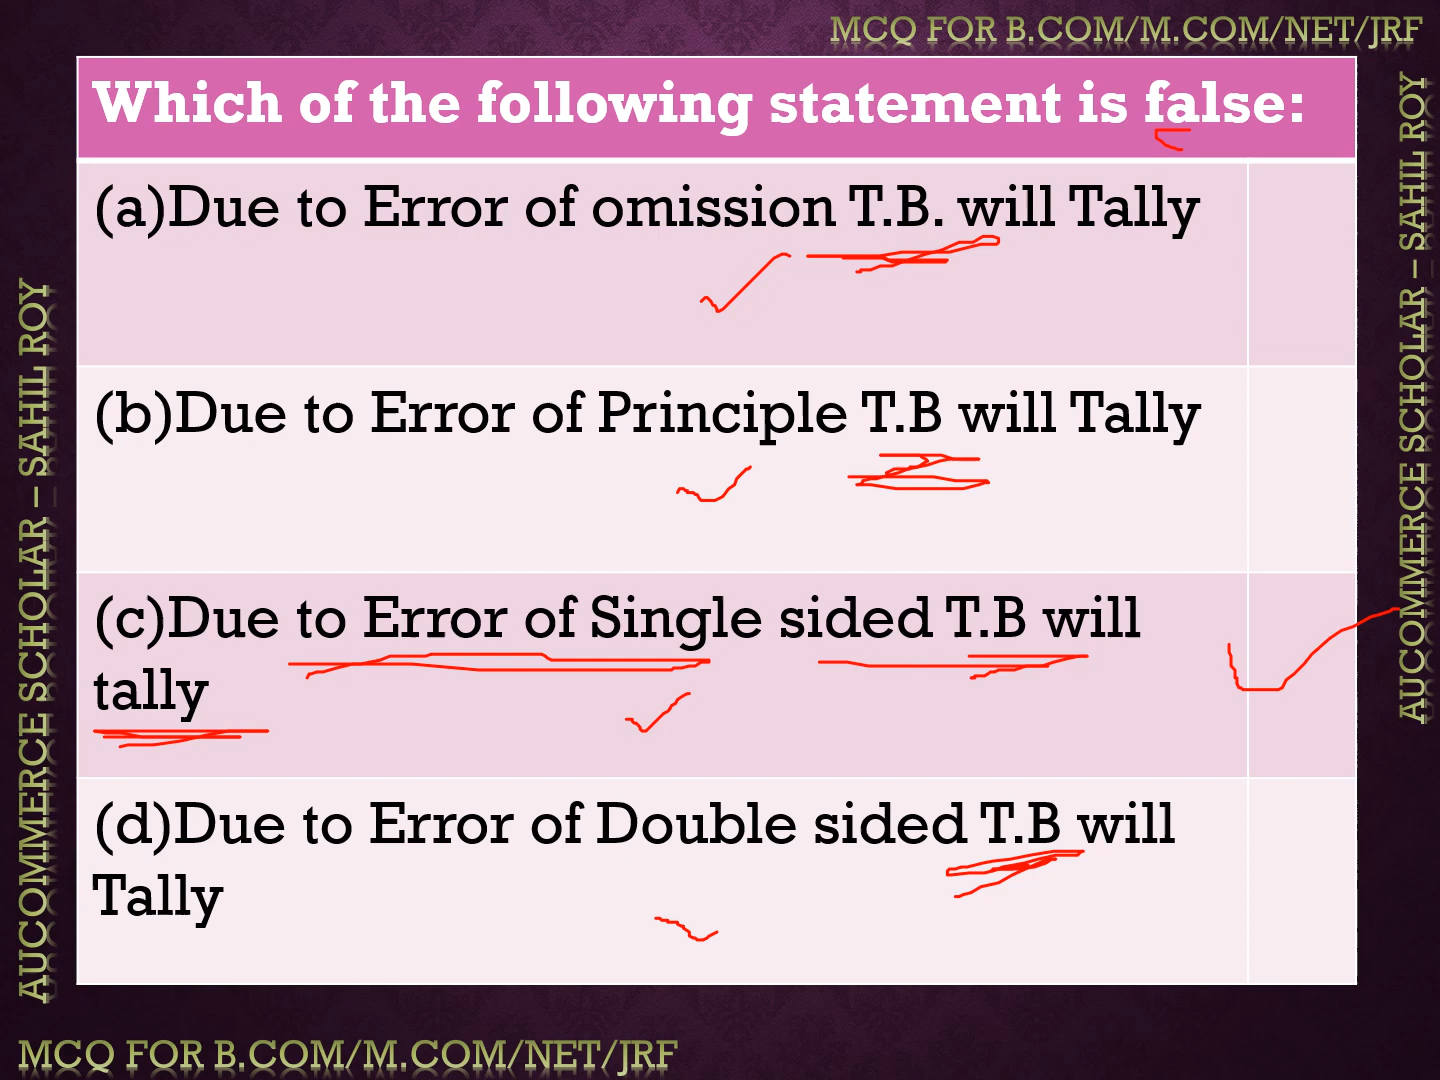 MCQ FOR B.COM/M.COM/NET/JRF
Which of the following statement is false:
(a)Due to Error of omission T.B. will Tally
(b)Due to Error of Principle T.B will Tally
(c)Due to Error of Single sided T.B will
tally
(d)Due to Error of Double sided T.B will
Tally
AUCOMMERCE SCHOLAR – SAHIL ROY
AUCOMMERCE SCHOLAR – SAHIL ROY
MCQ FOR B.COM/M.COM/NET/JRF